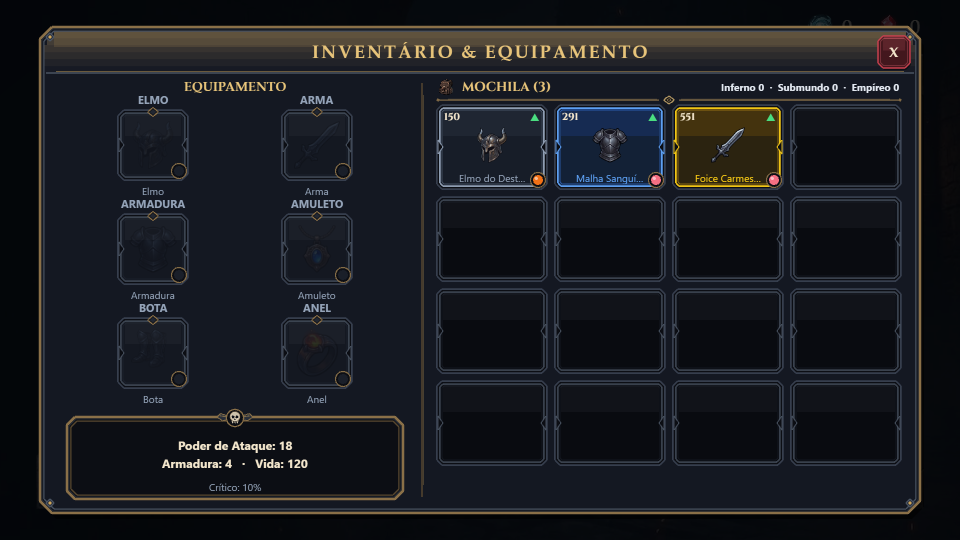 0 0
INVENTÁRIO & EQUIPAMENTO
X
EQUIPAMENTO
ELMO ARMA
Elmo Arma
ARMADURA AMULETO
Armadura Amuleto
BOTA ANEL
Bota Anel
Poder de Ataque: 18
Armadura: 4 · Vida: 120
Crítico: 10%
MOCHILA (3)
Inferno 0 · Submundo 0 · Empíreo 0
150 291 551
Elmo do Dest... Malha Sanguí... Foice Carmes...